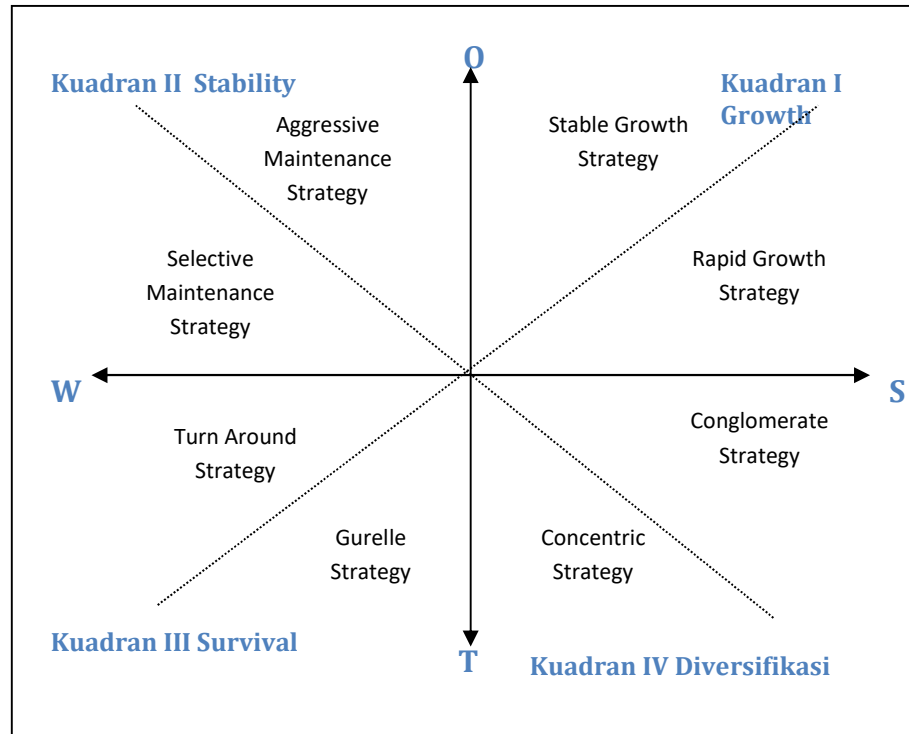 O
Kuadran II  Stability
Kuadran I
Growth
Aggressive
Maintenance
Strategy
Stable Growth
Strategy
Selective
Maintenance
Strategy
Rapid Growth
Strategy
W
S
Turn Around
Strategy
Conglomerate
Strategy
Gurelle
Strategy
Concentric
Strategy
Kuadran III Survival
T
Kuadran IV Diversifikasi